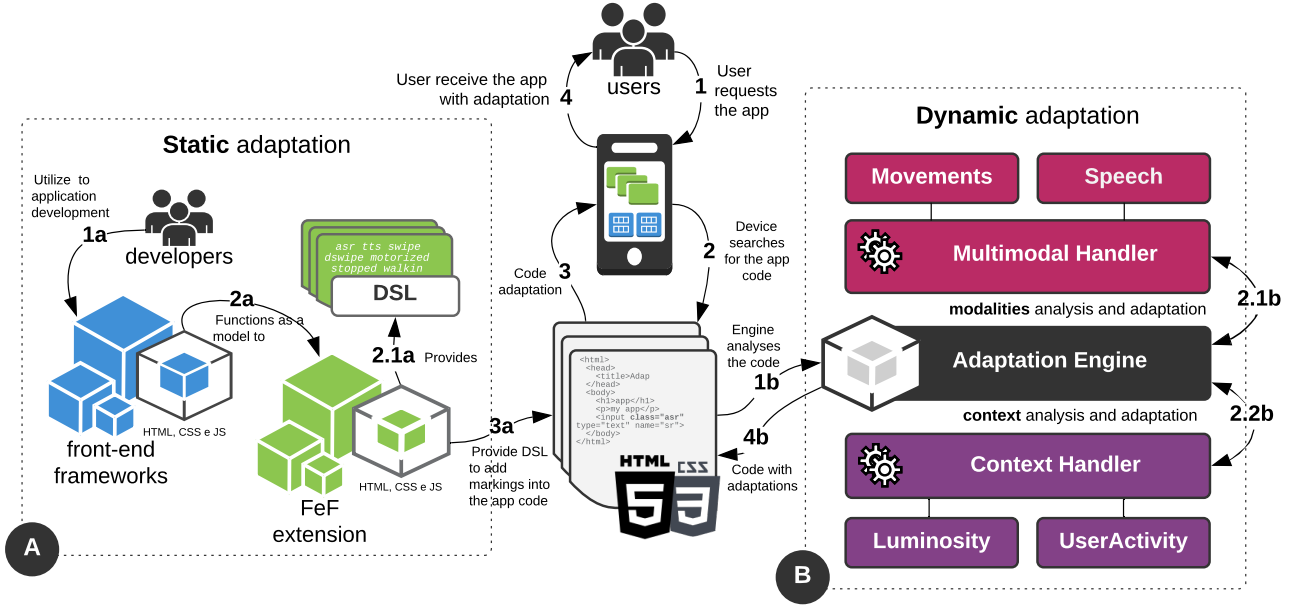 users
User receive the app
with adaptation
4
1
User
requests
the app
Static adaptation
Utilize to
application
development
1a
developers
2a
Functions as a
model to
asr tts swipe
dswipe motorized
stopped walkin
DSL
2.1a
Provides
HTML, CSS e JS
front-end
frameworks
HTML, CSS e JS
FeF
extension
3a
Provide DSL
to add
markings into
the app code
A
Code
adaptation
3
2
Device
searches
for the app
code
<html>
<head>
<title>Adap
</head>
<body>
<h1>app</h1>
<p>my app</p>
<input class="asr"
type="text" name="sr">
</body>
</html>
HTML
5
CSS
3
Engine
analyses
the code
1b
4b
Code with
adaptations
Dynamic adaptation
Movements
Speech
Multimodal Handler
modalities analysis and adaptation
2.1b
Adaptation Engine
context analysis and adaptation
2.2b
Context Handler
Luminosity
UserActivity
B